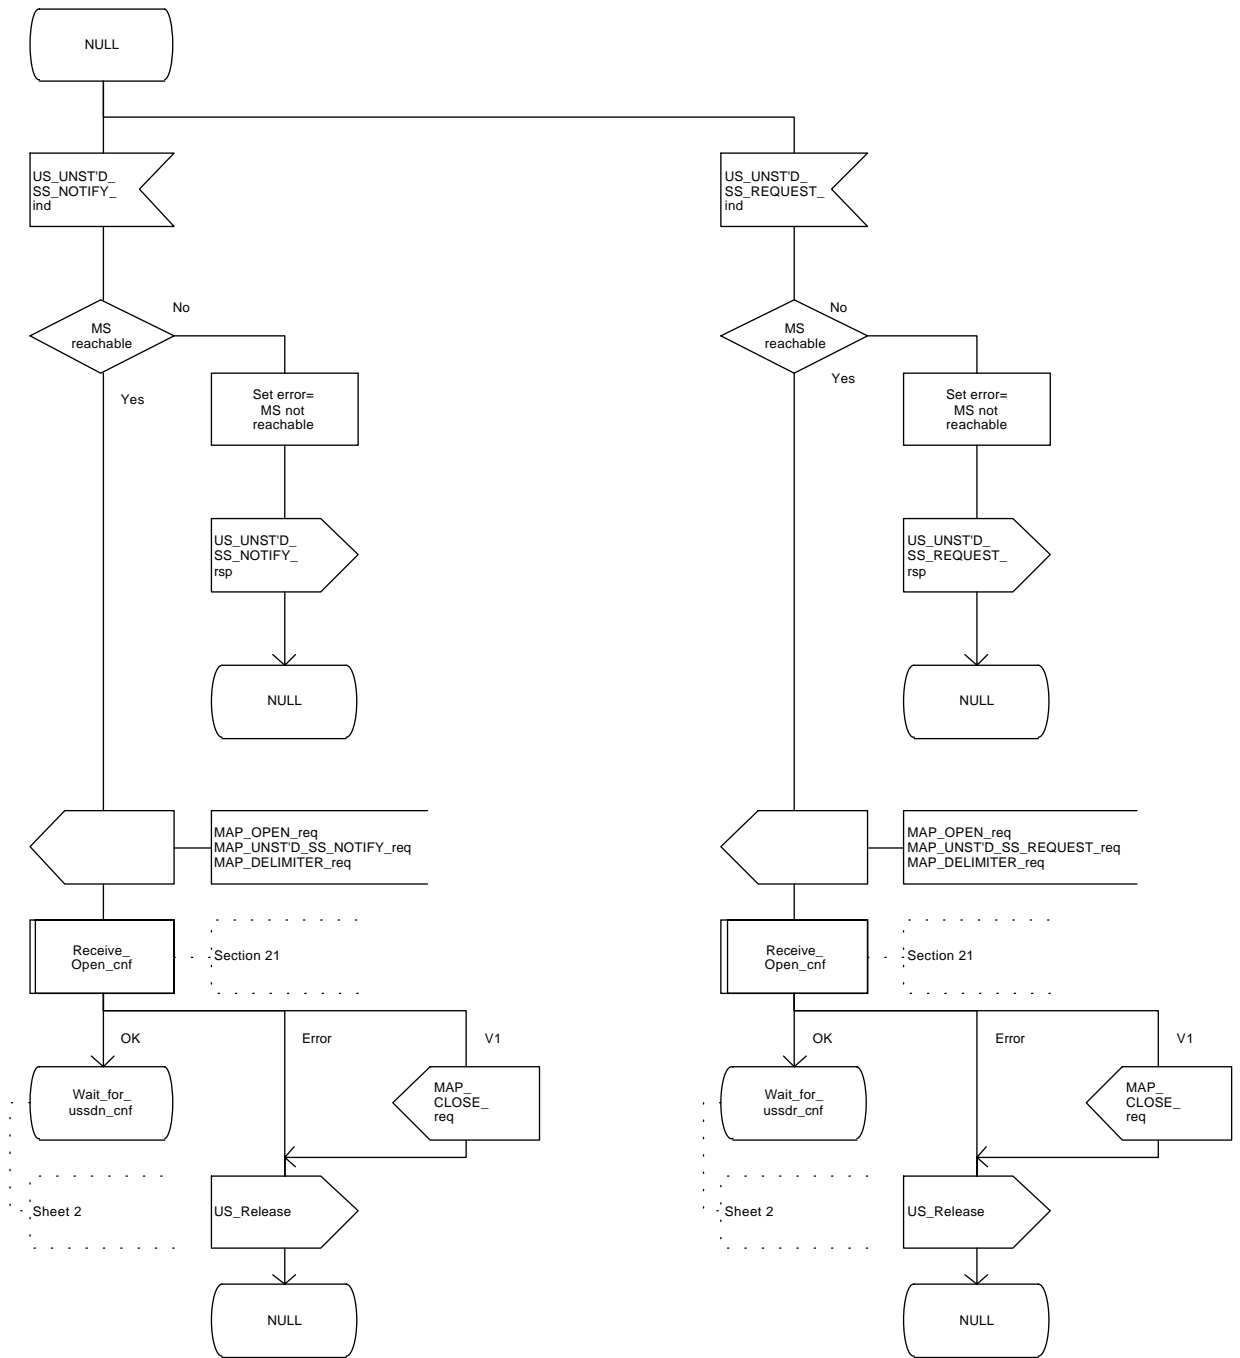 NULL
US_UNST'D_
SS_NOTIFY_
ind
US_UNST'D_
SS_REQUEST_
ind
No
MS
reachable
Yes
No
MS
reachable
Yes
Set error=
MS not
reachable
Set error=
MS not
reachable
US_UNST'D_
SS_NOTIFY_
rsp
US_UNST'D_
SS_REQUEST_
rsp
NULL
NULL
MAP_OPEN_req
MAP_UNST'D_SS_NOTIFY_req
MAP_DELIMITER_req
MAP_OPEN_req
MAP_UNST'D_SS_REQUEST_req
MAP_DELIMITER_req
Receive_
Open_cnf
Section 21
Receive_
Open_cnf
Section 21
OK
Error
V1
OK
Error
V1
Wait_for_
ussdn_cnf
MAP_
CLOSE_
req
Wait_for_
ussdr_cnf
MAP_
CLOSE_
req
Sheet 2
US_Release
Sheet 2
US_Release
NULL
NULL